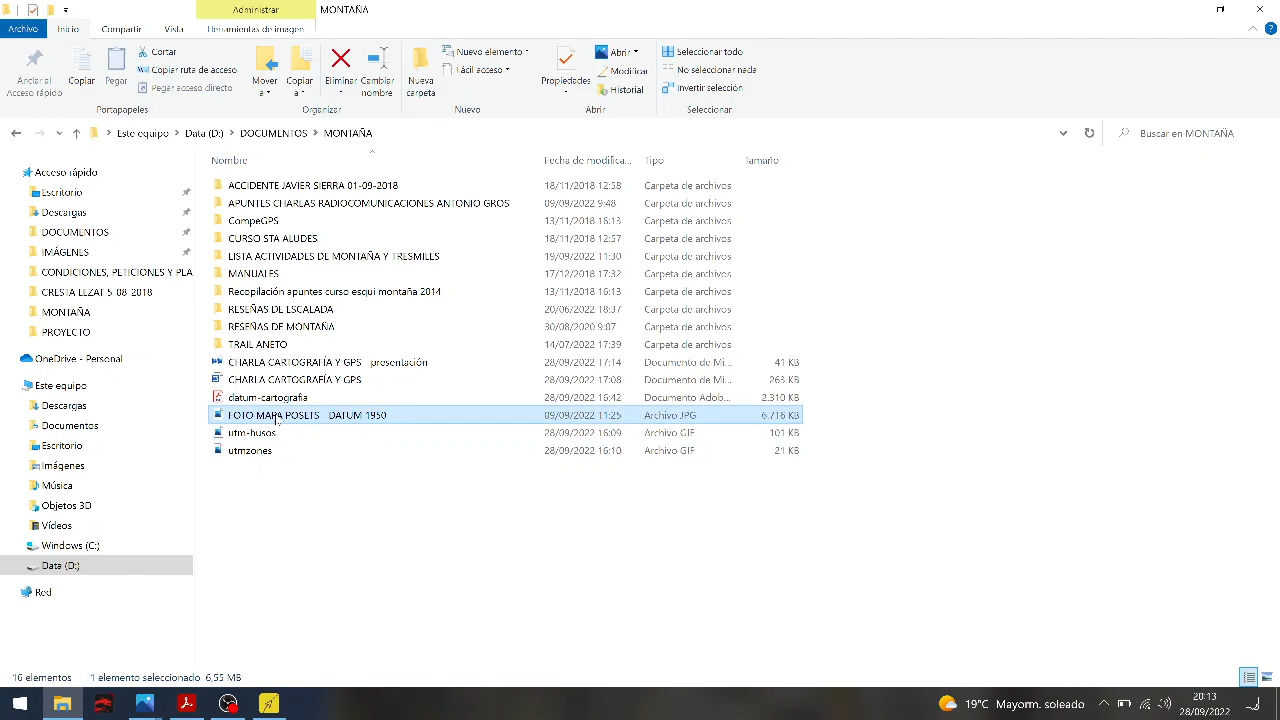 Administrar MONTAÑA
Archivo Inicio Compartir Vista Herramientas de imagen
Anclar al Acceso rápido
Copiar
Pegar
Cortar
Copiar ruta de acceso
Pegar acceso directo
Portapapeles
Mover a
Copiar a
Eliminar
Cambiar nombre
Organizar
Nueva carpeta
Nuevo elemento
Fácil acceso
Nuevo
Propiedades
Abrir
Modificar
Historial
Abrir
Seleccionar todo
No seleccionar nada
Invertir selección
Seleccionar
Este equipo > Data (D:) > DOCUMENTOS > MONTAÑA
Buscar en MONTAÑA
Acceso rápido
Escritorio
Descargas
DOCUMENTOS
IMÁGENES
CONDICIONES, PETICIONES Y PLA
CRESTA LEZAT 5-08-2018
MONTAÑA
PROYECTO
OneDrive - Personal
Este equipo
Descargas
Documentos
Escritorio
Imágenes
Música
Objetos 3D
Vídeos
Windows (C:)
Data (D:)
Red
Nombre Fecha de modifica... Tipo Tamaño
ACCIDENTE JAVIER SIERRA 01-09-2018 18/11/2018 12:58 Carpeta de archivos
APUNTES CHARLAS RADIOCOMUNICACIONES ANTONIO GROS 09/09/2022 9:48 Carpeta de archivos
CompeGPS 13/11/2018 16:13 Carpeta de archivos
CURSO STA ALUDES 18/11/2018 12:57 Carpeta de archivos
LISTA ACTIVIDADES DE MONTAÑA Y TRESMILES 19/09/2022 11:30 Carpeta de archivos
MANUALES 17/12/2018 17:32 Carpeta de archivos
Recopilación apuntes curso esqui montaña 2014 13/11/2018 16:13 Carpeta de archivos
RESEÑAS DE ESCALADA 20/06/2022 18:37 Carpeta de archivos
RESEÑAS DE MONTAÑA 30/08/2020 9:07 Carpeta de archivos
TRAIL ANETO 14/07/2022 17:39 Carpeta de archivos
CHARLA CARTOGRAFÍA Y GPS - presentación 28/09/2022 17:14 Documento de Mi... 41 KB
CHARLA CARTOGRAFÍA Y GPS 28/09/2022 17:08 Documento de Mi... 263 KB
datum-cartografia 28/09/2022 16:42 Documento Adob... 2.310 KB
FOTO MAPA POSETS - DATUM 1950 09/09/2022 11:25 Archivo JPG 6.716 KB
utm-husos 28/09/2022 16:09 Archivo GIF 101 KB
utmzones 28/09/2022 16:10 Archivo GIF 21 KB
16 elementos 1 elemento seleccionado 6,55 MB
19°C Mayorm. soleado
20:13
28/09/2022